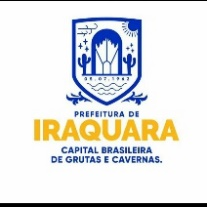 05.07.1962
PREFEITURA DE
IRAQUARA
CAPITAL BRASILEIRA
DE GRUTAS E CAVERNAS.